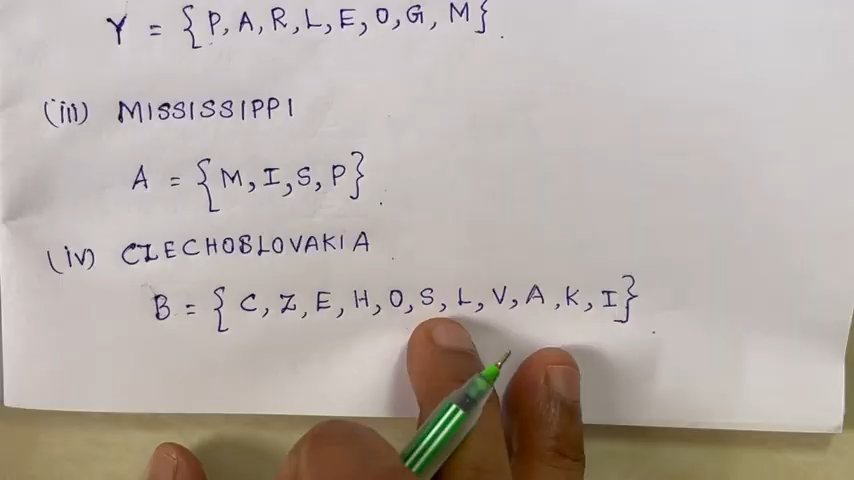 Y = {P, A, R, L, E, O, G, M}.
(iii) MISSISSIPPI
A = {M, I, S, P}.
(iv) CZECHOSLOVAKIA
B = {C, Z, E, H, O, S, L, V, A, K, I}.